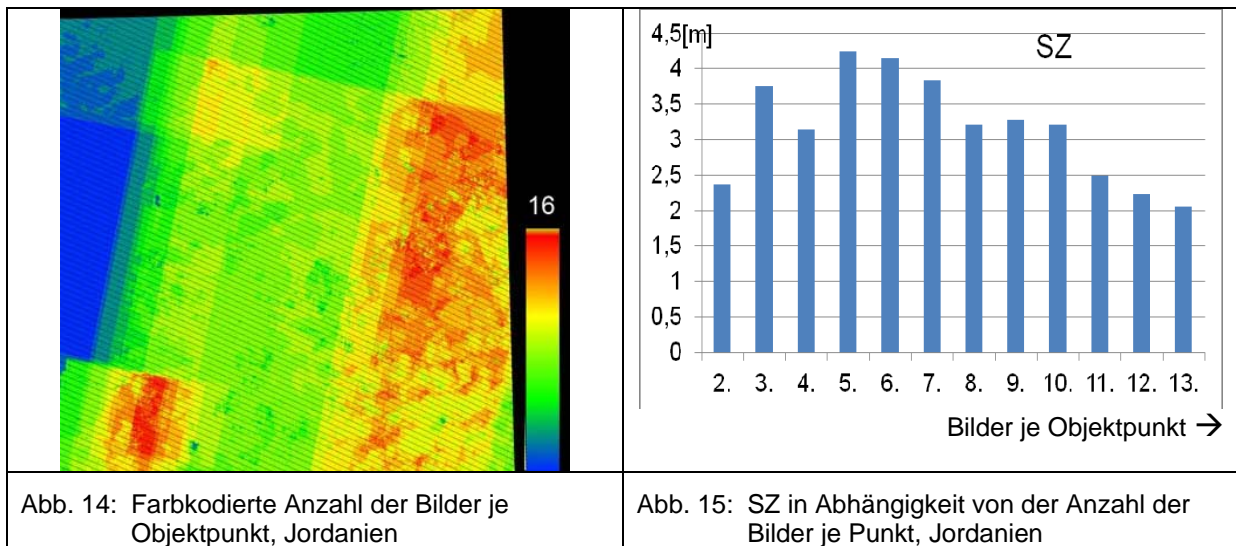 16
4,5[m]
SZ
4
3,5
3
2,5
2
1,5
1
0,5
0
2. 3. 4. 5. 6. 7. 8. 9. 10. 11. 12. 13.
Bilder je Objektpunkt →
Abb. 14: Farbkodierte Anzahl der Bilder je
Objektpunkt, Jordanien
Abb. 15: SZ in Abhängigkeit von der Anzahl der
Bilder je Punkt, Jordanien